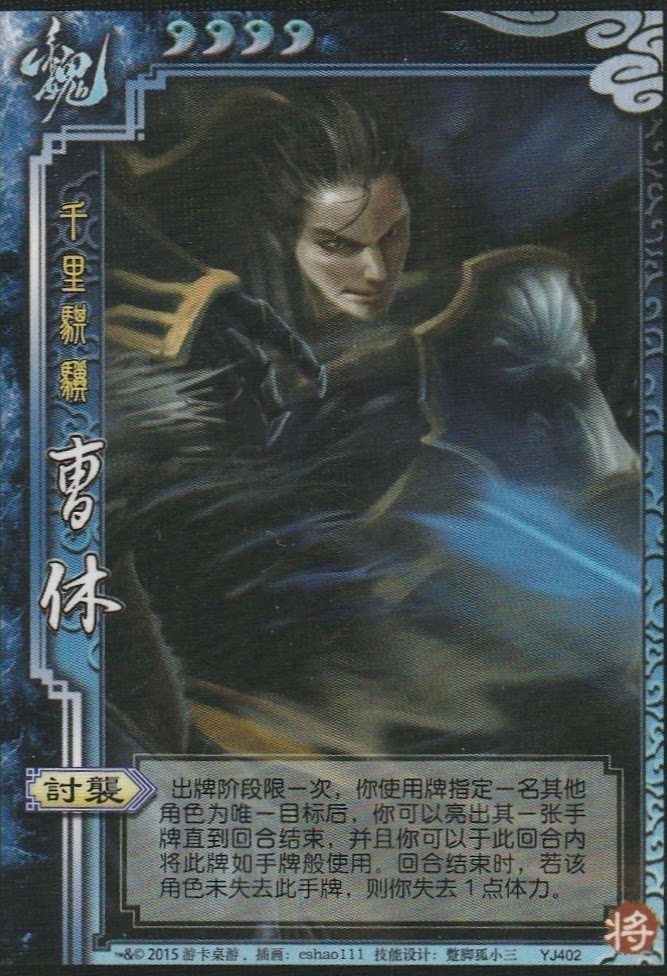 魏
千里騏驥
曹休
討襲
出牌阶段限一次，你使用牌指定一名其他
角色为唯一目标后，你可以亮出其一张手
牌直到回合结束，并且你可以于此回合内
将此牌如手牌般使用。回合结束时，若该
角色未失去此手牌，则你失去1点体力。
将
™&© 2015 游卡桌游．插画：eshao111 技能设计：蹩脚狐小三 YJ402